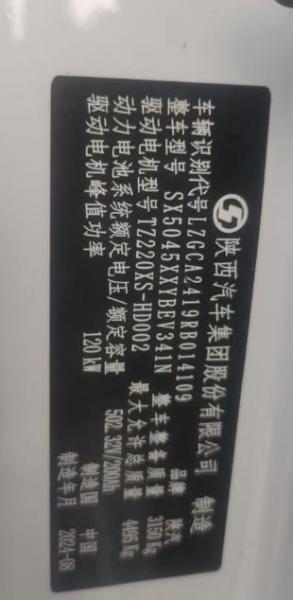 陕西汽车集团股份有限公司 制造
车辆识别代号 LZGCA2419RB014109 品牌 陕汽
整车型号 SX5045XXYBEV341N 整车整备质量 3150Kg
驱动电机型号 TZ220XS-HD002 最大允许总质量 4495Kg
动力电池系统额定电压/额定容量 502.32V/200Ah 制造国 中国
驱动电机峰值功率 120kW 制造年月 2024-08